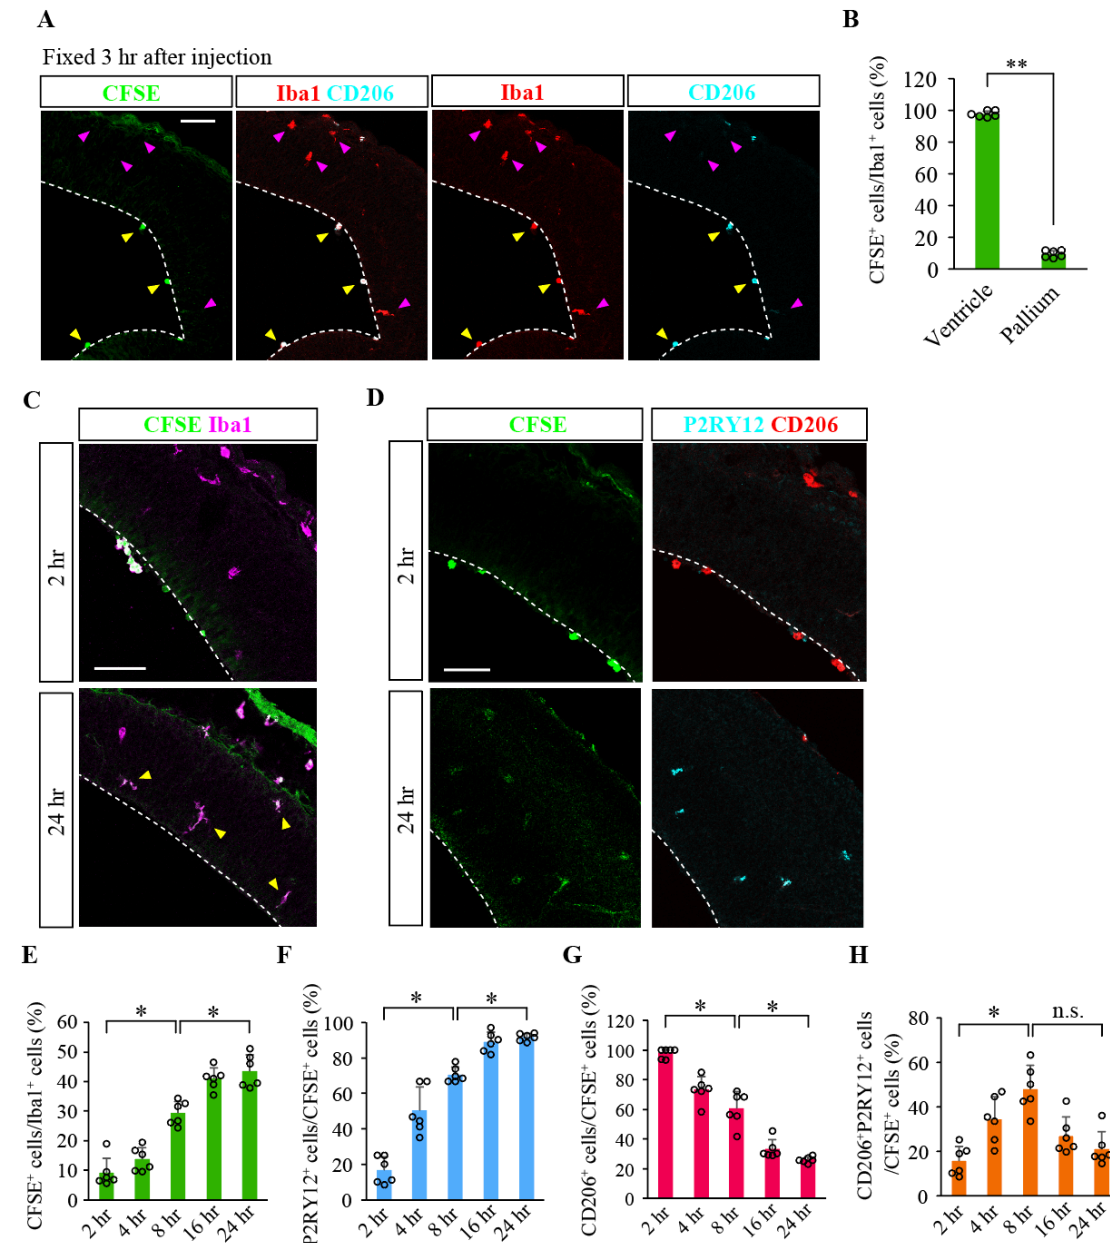 A
Fixed 3 hr after injection
CFSE
Iba1 CD206
Iba1
CD206
B
**
CFSE+ cells/Iba1+ cells (%)
120
100
80
60
40
20
0
Ventricle
Pallium
C
CFSE Iba1
2 hr
24 hr
D
CFSE
P2RY12 CD206
2 hr
24 hr
E
CFSE+ cells/Iba1+ cells (%)
60
50
40
30
20
10
0
*
*
2 hr
4 hr
8 hr
16 hr
24 hr
F
P2RY12+ cells/CFSE+ cells (%)
100
80
60
40
20
0
*
*
2 hr
4 hr
8 hr
16 hr
24 hr
G
CD206+ cells/CFSE+ cells (%)
120
100
80
60
40
20
0
*
*
2 hr
4 hr
8 hr
16 hr
24 hr
H
CD206+P2RY12+ cells
/CFSE+ cells (%)
80
60
40
20
0
*
n.s.
2 hr
4 hr
8 hr
16 hr
24 hr